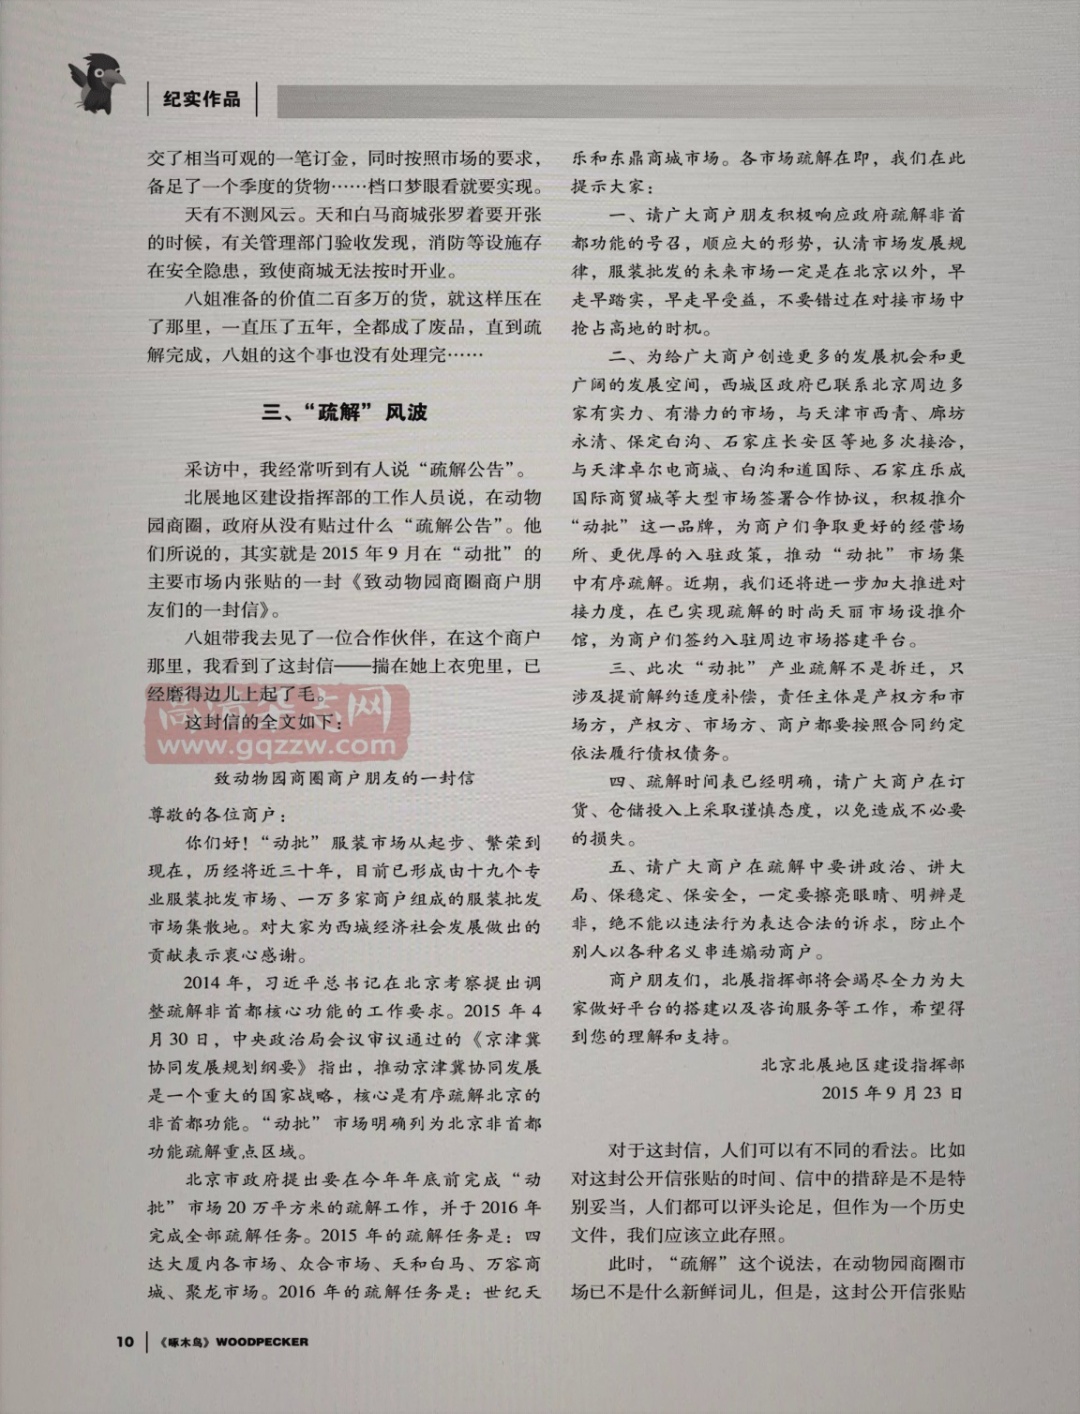 纪实作品
交了相当可观的一笔订金，同时按照市场的要求，
备足了一个季度的货物……档口梦眼看就要实现。
天有不测风云。天和白马商城张罗着要开张
的时候，有关管理部门验收发现，消防等设施存
在安全隐患，致使商城无法按时开业。
八姐准备的价值二百多万的货，就这样压在
了那里，一直压了五年，全都成了废品，直到疏
解完成，八姐的这个事也没有处理完……
三、“疏解”风波
采访中，我经常听到有人说“疏解公告”。
北展地区建设指挥部的工作人员说，在动物
园商圈，政府从没有贴过什么“疏解公告”。他
们所说的，其实就是 2015 年 9 月在“动批”的
主要市场内张贴的一封《致动物园商圈商户朋
友们的一封信》。
八姐带我去见了一位合作伙伴，在这个商户
那里，我看到了这封信——揣在她上衣兜里，已
经磨得边儿上起了毛。
这封信的全文如下：
高清杂志网
www.gqzzw.com
致动物园商圈商户朋友的一封信
尊敬的各位商户：
你们好！“动批”服装市场从起步、繁荣到
现在，历经将近三十年，目前已形成由十九个专
业服装批发市场、一万多家商户组成的服装批发
市场集散地。对大家为西城经济社会发展做出的
贡献表示衷心感谢。
2014 年，习近平总书记在北京考察提出调
整疏解非首都核心功能的工作要求。2015 年 4
月 30 日，中央政治局会议审议通过的《京津冀
协同发展规划纲要》指出，推动京津冀协同发展
是一个重大的国家战略，核心是有序疏解北京的
非首都功能。“动批”市场明确列为北京非首都
功能疏解重点区域。
北京市政府提出要在今年年底前完成“动
批”市场 20 万平方米的疏解工作，并于 2016 年
完成全部疏解任务。2015 年的疏解任务是：四
达大厦内各市场、众合市场、天和白马、万容商
城、聚龙市场。2016 年的疏解任务是：世纪天
乐和东鼎商城市场。各市场疏解在即，我们在此
提示大家：
一、请广大商户朋友积极响应政府疏解非首
都功能的号召，顺应大的形势，认清市场发展规
律，服装批发的未来市场一定是在北京以外，早
走早踏实，早走早受益，不要错过在对接市场中
抢占高地的时机。
二、为给广大商户创造更多的发展机会和更
广阔的发展空间，西城区政府已联系北京周边多
家有实力、有潜力的市场，与天津市西青、廊坊
永清、保定白沟、石家庄长安区等地多次接洽，
与天津卓尔电商城、白沟和道国际、石家庄乐成
国际商贸城等大型市场签署合作协议，积极推介
“动批”这一品牌，为商户们争取更好的经营场
所、更优厚的入驻政策，推动“动批”市场集
中有序疏解。近期，我们还将进一步加大推进对
接力度，在已实现疏解的时尚天丽市场设推介
馆，为商户们签约入驻周边市场搭建平台。
三、此次“动批”产业疏解不是拆迁，只
涉及提前解约适度补偿，责任主体是产权方和市
场方，产权方、市场方、商户都要按照合同约定
依法履行债权债务。
四、疏解时间表已经明确，请广大商户在订
货、仓储投入上采取谨慎态度，以免造成不必要
的损失。
五、请广大商户在疏解中要讲政治、讲大
局、保稳定、保安全，一定要擦亮眼睛、明辨是
非，绝不能以违法行为表达合法的诉求，防止个
别人以各种名义串连煽动商户。
商户朋友们，北展指挥部将会竭尽全力为大
家做好平台的搭建以及咨询服务等工作，希望得
到您的理解和支持。
北京北展地区建设指挥部
2015 年 9 月 23 日
对于这封信，人们可以有不同的看法。比如
对这封公开信张贴的时间、信中的措辞是不是特
别妥当，人们都可以评头论足，但作为一个历史
文件，我们应该立此存照。
此时，“疏解”这个说法，在动物园商圈市
场已不是什么新鲜词儿，但是，这封公开信张贴
10 《啄木鸟》WOODPECKER